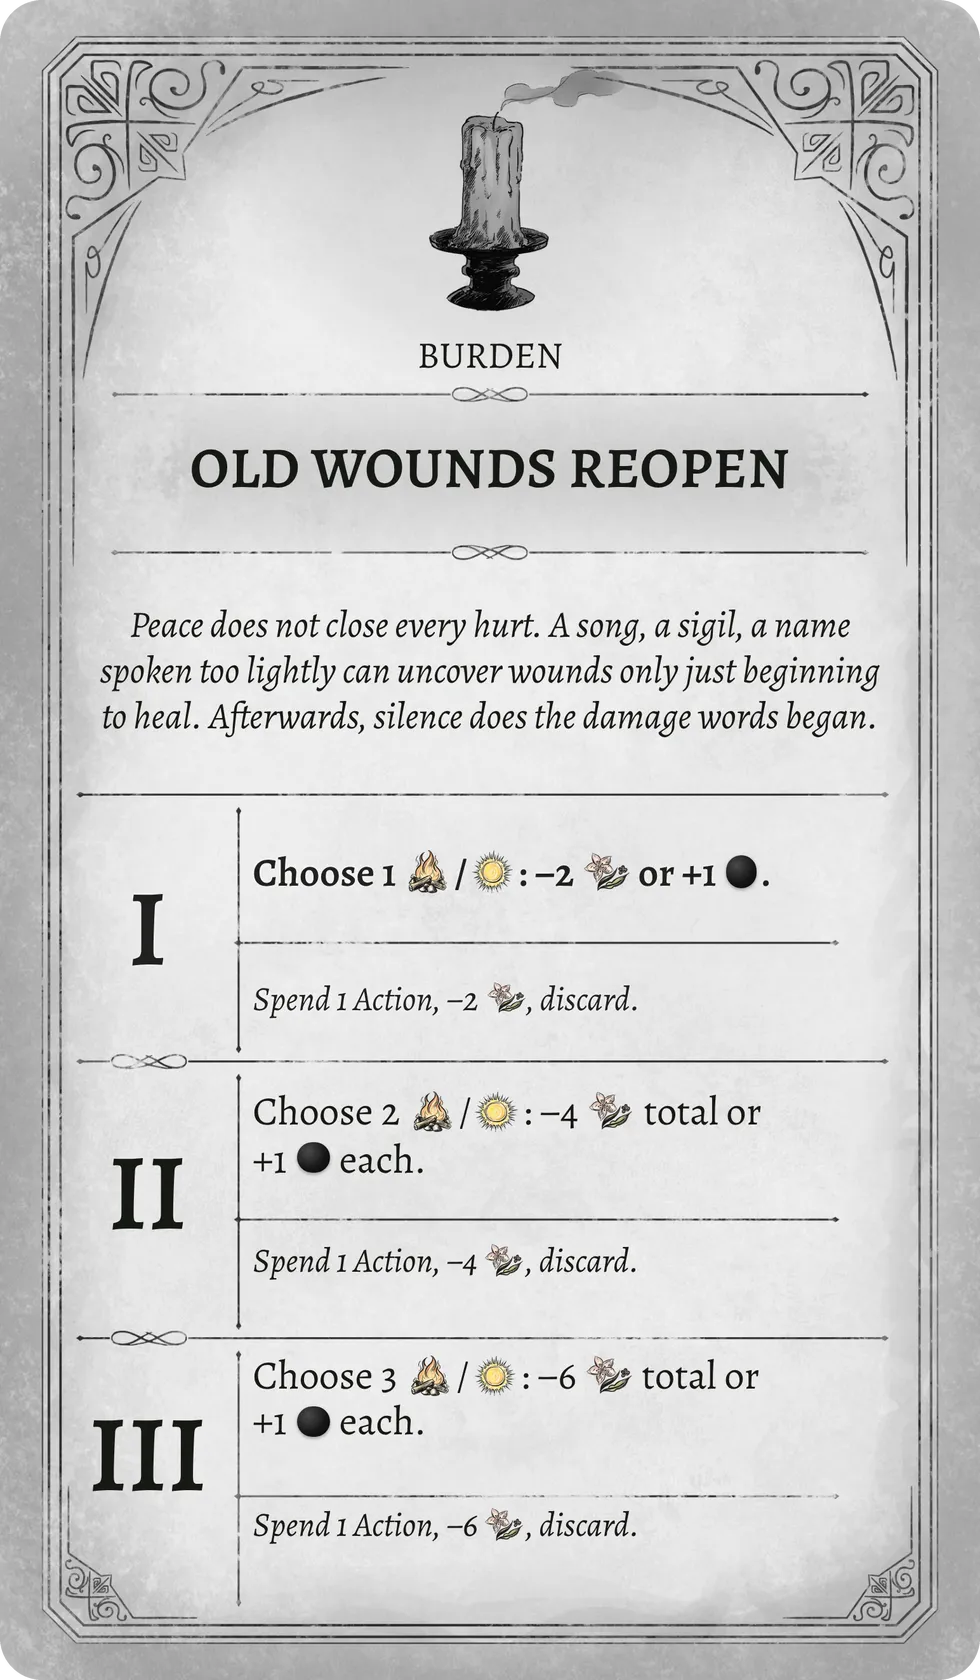 BURDEN
OLD WOUNDS REOPEN
Peace does not close every hurt. A song, a sigil, a name
spoken too lightly can uncover wounds only just beginning
to heal. Afterwards, silence does the damage words began.
I
Choose 1 / : –2 or +1 .
Spend 1 Action, –2 , discard.
II
Choose 2 / : –4 total or
+1 each.
Spend 1 Action, –4 , discard.
III
Choose 3 / : –6 total or
+1 each.
Spend 1 Action, –6 , discard.